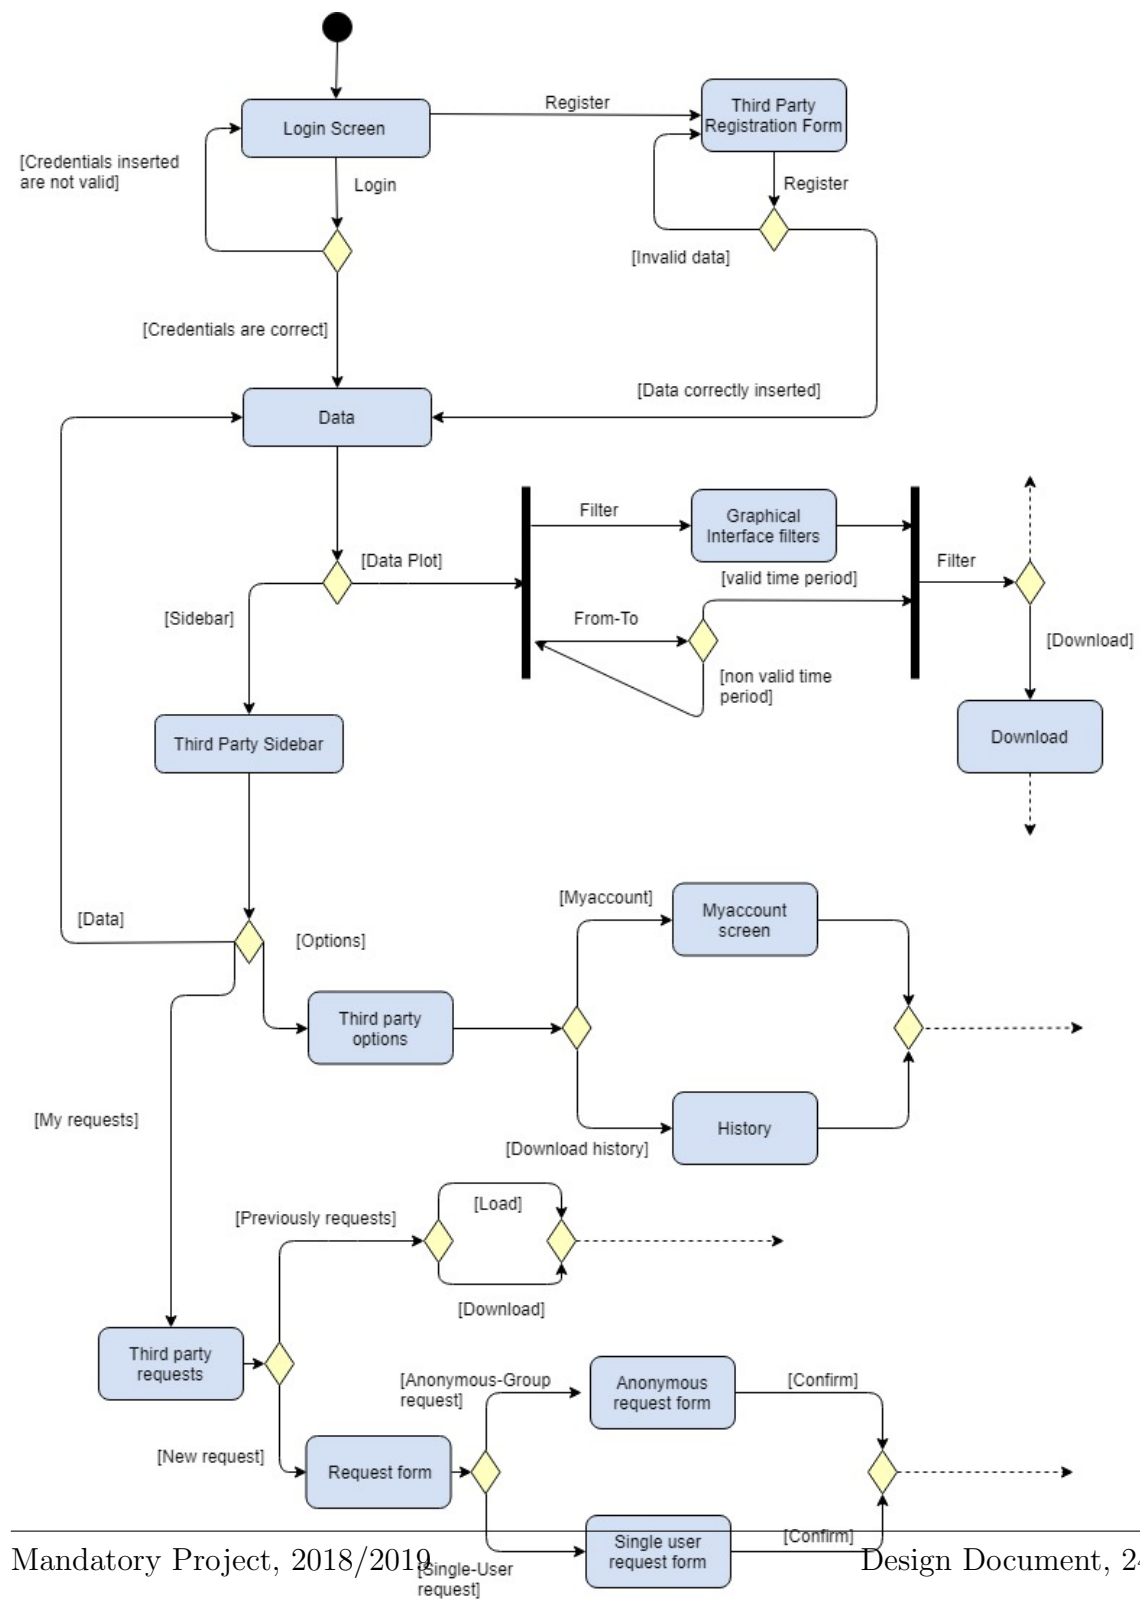 Login Screen
Register
Third Party
Registration Form
[Credentials inserted
are not valid]
Login
Register
[Invalid data]
[Credentials are correct]
[Data correctly inserted]
Data
Filter
Graphical
Interface filters
[Data Plot]
[valid time period]
Filter
[Sidebar]
From-To
[Download]
[non valid time
period]
Third Party Sidebar
Download
[Myaccount]
Myaccount
screen
[Data]
[Options]
Third party
options
[My requests]
History
[Download history]
[Load]
[Previously requests]
[Download]
Third party
requests
[Anonymous-Group
request]
Anonymous
request form
[Confirm]
[New request]
Request form
Single user
request form
[Confirm]
[Single-User
request]
Mandatory Project, 2018/2019
Design Document, 24